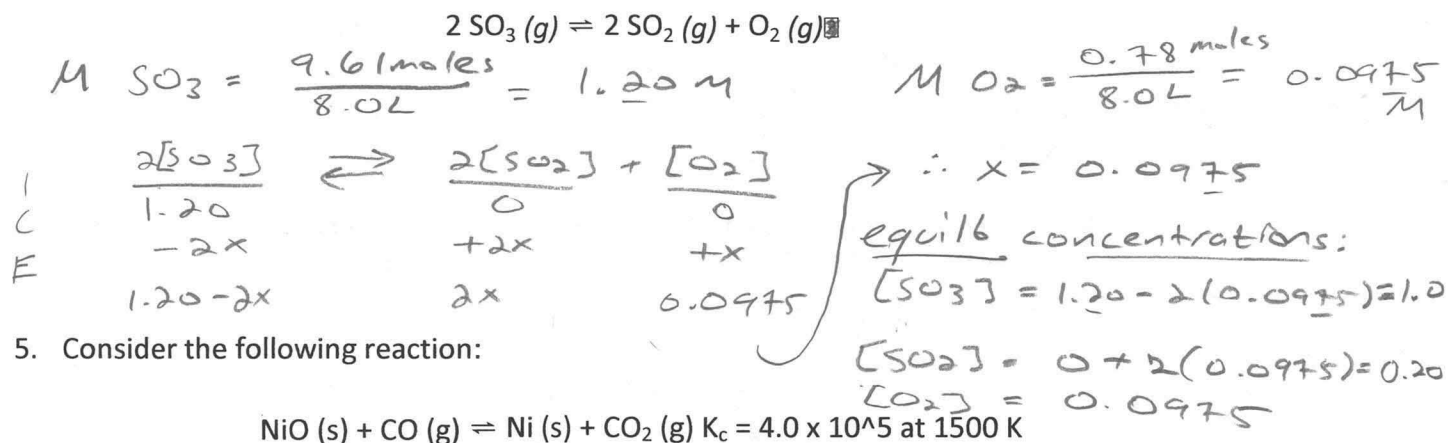 2 SO₃ (g) ⇌ 2 SO₂ (g) + O₂ (g)
M SO₃ = 9.61moles / 8.0L = 1.20 M
M O₂ = 0.78 moles / 8.0L = 0.0975 M
2[SO₃] ⇌ 2[SO₂] + [O₂]
I 1.20 0 0
C -2x +2x +x
E 1.20-2x 2x 0.0975
∴ x = 0.0975
equilb concentrations:
[SO₃] = 1.20 - 2(0.0975)=1.0
[SO₂] = 0 + 2(0.0975)=0.20
[O₂] = 0.0975
5. Consider the following reaction:
NiO (s) + CO (g) ⇌ Ni (s) + CO₂ (g) K_c = 4.0 x 10^5 at 1500 K